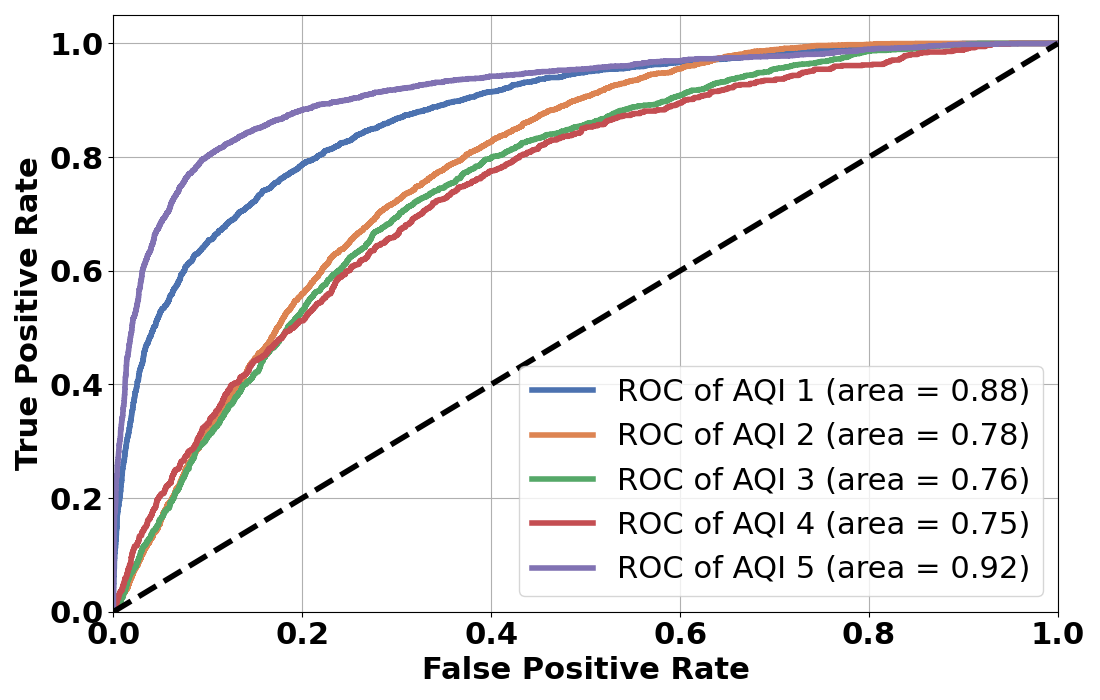 1.0
0.8
0.6
0.4
0.2
0.0
True Positive Rate
ROC of AQI 1 (area = 0.88)
ROC of AQI 2 (area = 0.78)
ROC of AQI 3 (area = 0.76)
ROC of AQI 4 (area = 0.75)
ROC of AQI 5 (area = 0.92)
0.0 0.2 0.4 0.6 0.8 1.0
False Positive Rate